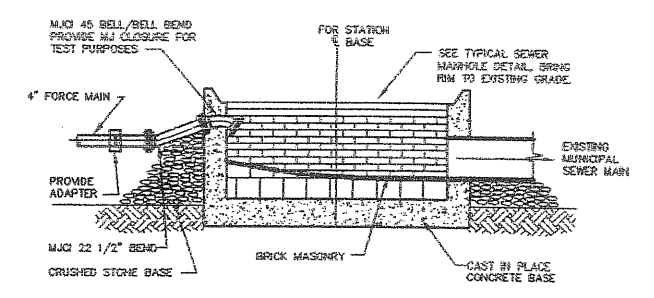 MJCI 45 BELL/BELL BEND
PROVIDE MJ CLOSURE FOR
TEST PURPOSES
FOR STATION
℄ BASE
SEE TYPICAL SEWER
MANHOLE DETAIL, BRING
RIM TO EXISTING GRADE.
4" FORCE MAIN
EXISTING
MUNICIPAL
SEWER MAIN
PROVIDE
ADAPTER
MJCI 22 1/2" BEND
CRUSHED STONE BASE
BRICK MASONRY
CAST IN PLACE
CONCRETE BASE